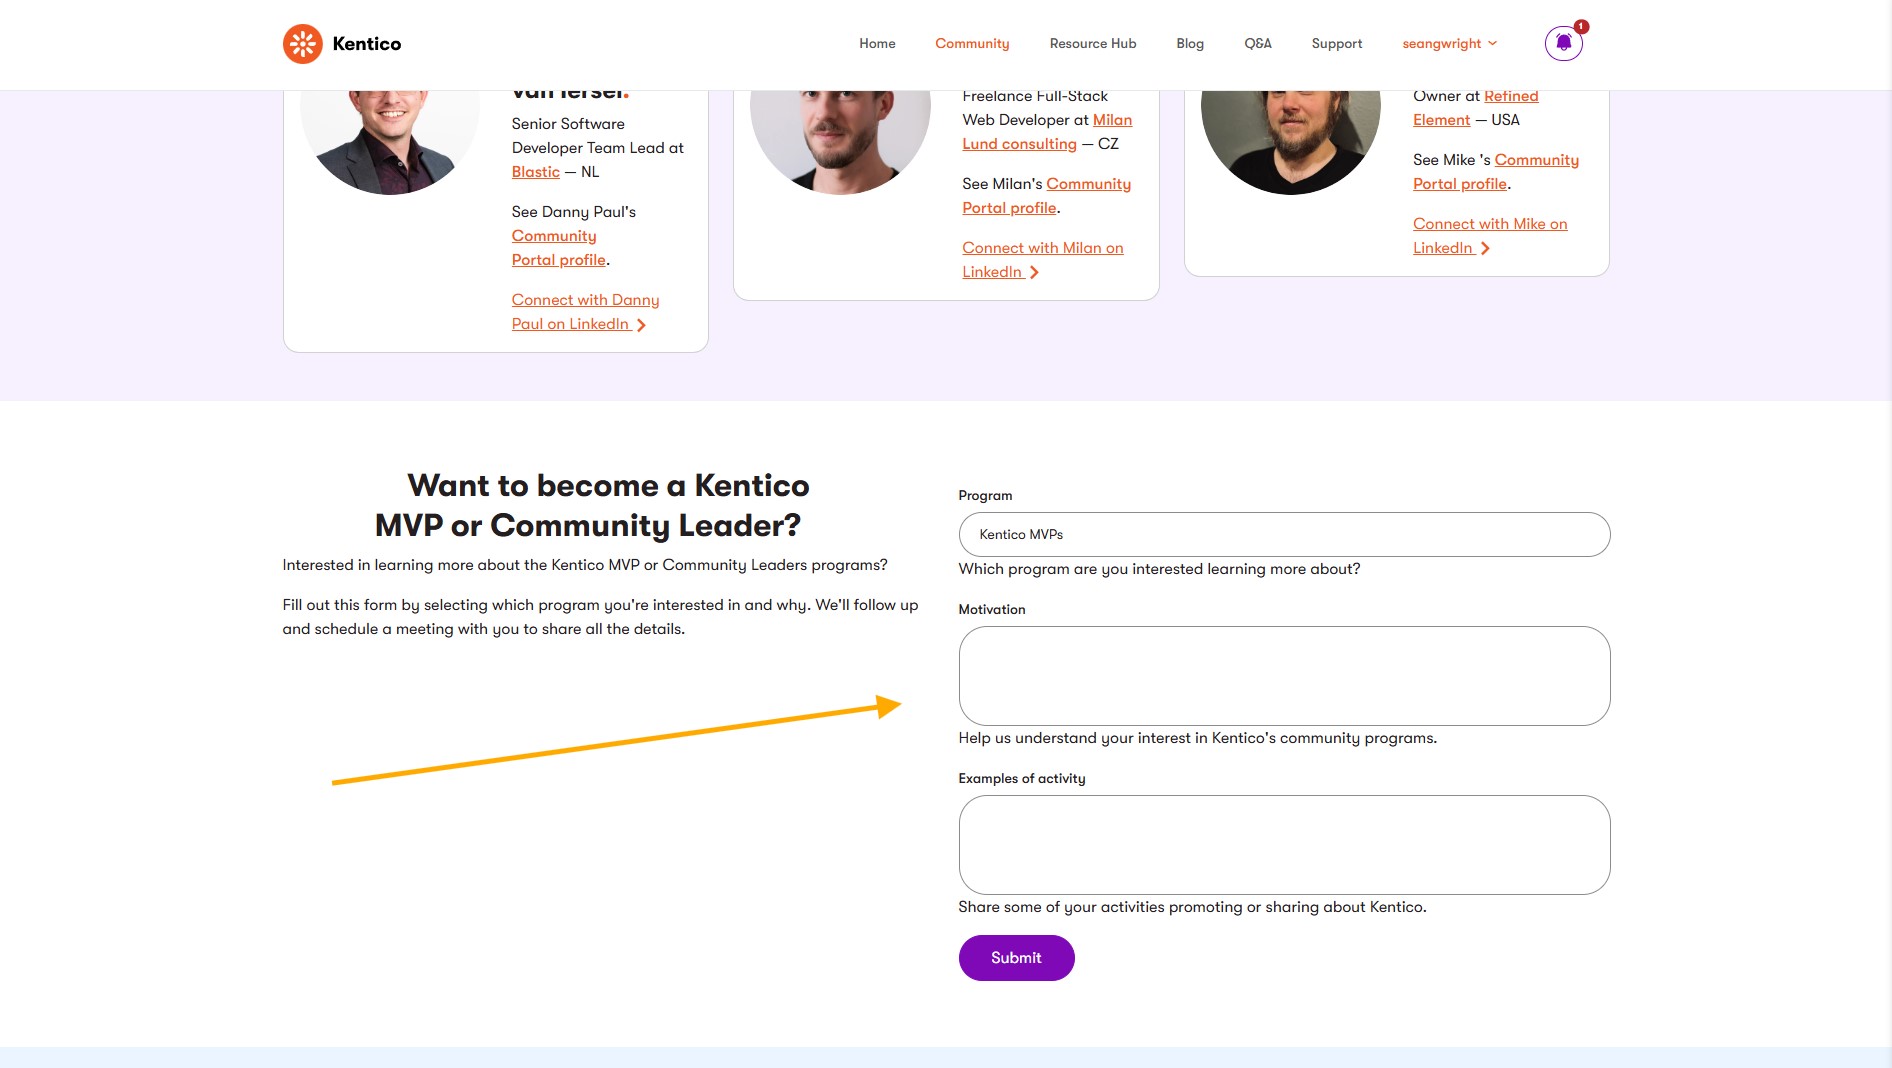 Kentico
Home
Community
Resource Hub
Blog
Q&A
Support
seangwright
1
van Iersel.
Senior Software
Developer Team Lead at
Blastic — NL
See Danny Paul's
Community
Portal profile.
Connect with Danny
Paul on LinkedIn
Freelance Full-Stack
Web Developer at Milan
Lund consulting — CZ
See Milan's Community
Portal profile.
Connect with Milan on
LinkedIn
Owner at Refined
Element — USA
See Mike 's Community
Portal profile.
Connect with Mike on
LinkedIn
Want to become a Kentico
MVP or Community Leader?
Interested in learning more about the Kentico MVP or Community Leaders programs?
Fill out this form by selecting which program you're interested in and why. We'll follow up
and schedule a meeting with you to share all the details.
Program
Kentico MVPs
Which program are you interested learning more about?
Motivation
Help us understand your interest in Kentico's community programs.
Examples of activity
Share some of your activities promoting or sharing about Kentico.
Submit